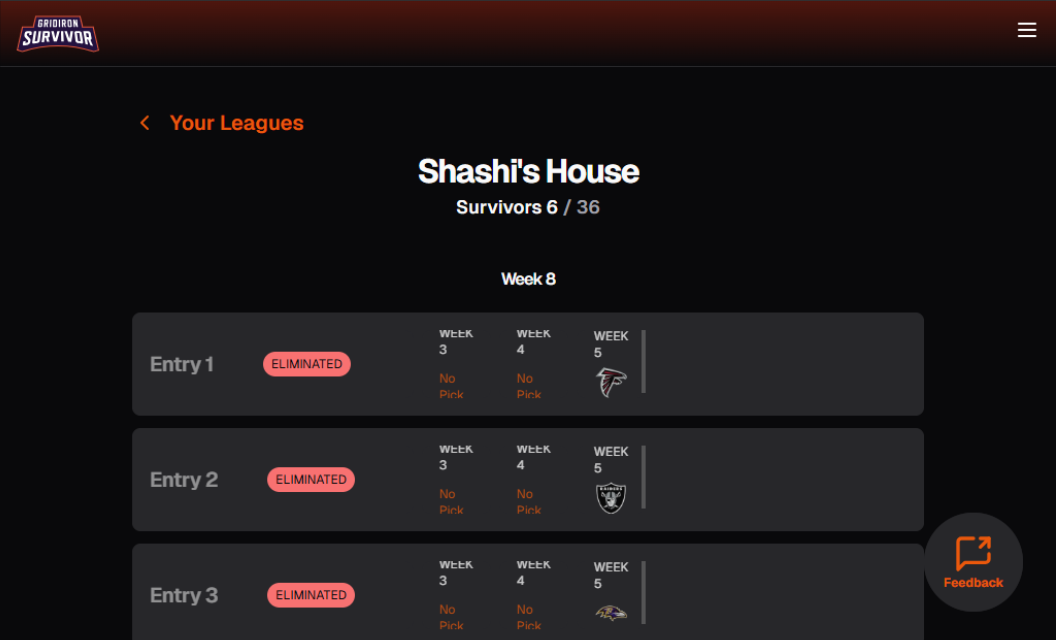 GRIDIRON
SURVIVOR
Your Leagues
Shashi's House
Survivors 6 / 36
Week 8
Entry 1
ELIMINATED
WEEK
3
No
Pick
WEEK
4
No
Pick
WEEK
5
Entry 2
ELIMINATED
WEEK
3
No
Pick
WEEK
4
No
Pick
WEEK
5
RAIDERS
Entry 3
ELIMINATED
WEEK
3
No
Pick
WEEK
4
No
Pick
WEEK
5
Feedback